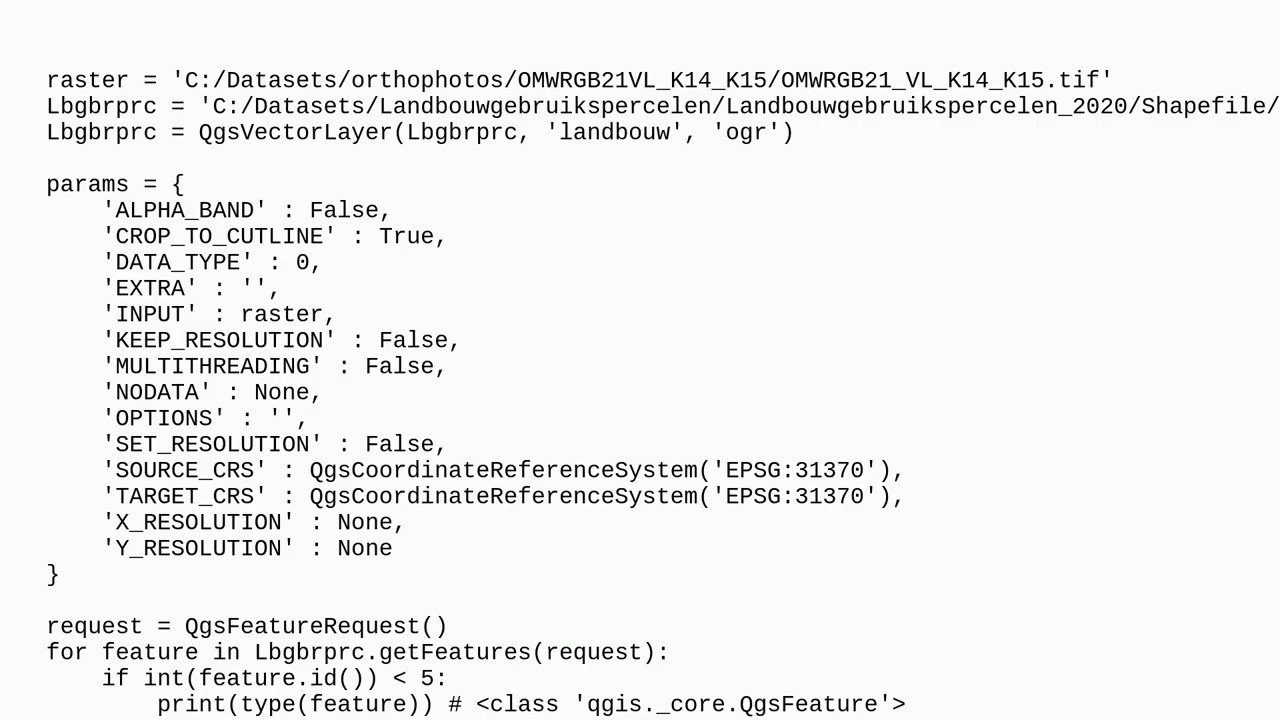 raster = 'C:/Datasets/orthophotos/OMWRGB21VL_K14_K15/OMWRGB21_VL_K14_K15.tif'
Lbgbrprc = 'C:/Datasets/Landbouwgebruikspercelen/Landbouwgebruikspercelen_2020/Shapefile/
Lbgbrprc = QgsVectorLayer(Lbgbrprc, 'landbouw', 'ogr')

params = {
    'ALPHA_BAND' : False,
    'CROP_TO_CUTLINE' : True,
    'DATA_TYPE' : 0,
    'EXTRA' : '',
    'INPUT' : raster,
    'KEEP_RESOLUTION' : False,
    'MULTITHREADING' : False,
    'NODATA' : None,
    'OPTIONS' : '',
    'SET_RESOLUTION' : False,
    'SOURCE_CRS' : QgsCoordinateReferenceSystem('EPSG:31370'),
    'TARGET_CRS' : QgsCoordinateReferenceSystem('EPSG:31370'),
    'X_RESOLUTION' : None,
    'Y_RESOLUTION' : None
}

request = QgsFeatureRequest()
for feature in Lbgbrprc.getFeatures(request):
    if int(feature.id()) < 5:
        print(type(feature)) # <class 'qgis._core.QgsFeature'>